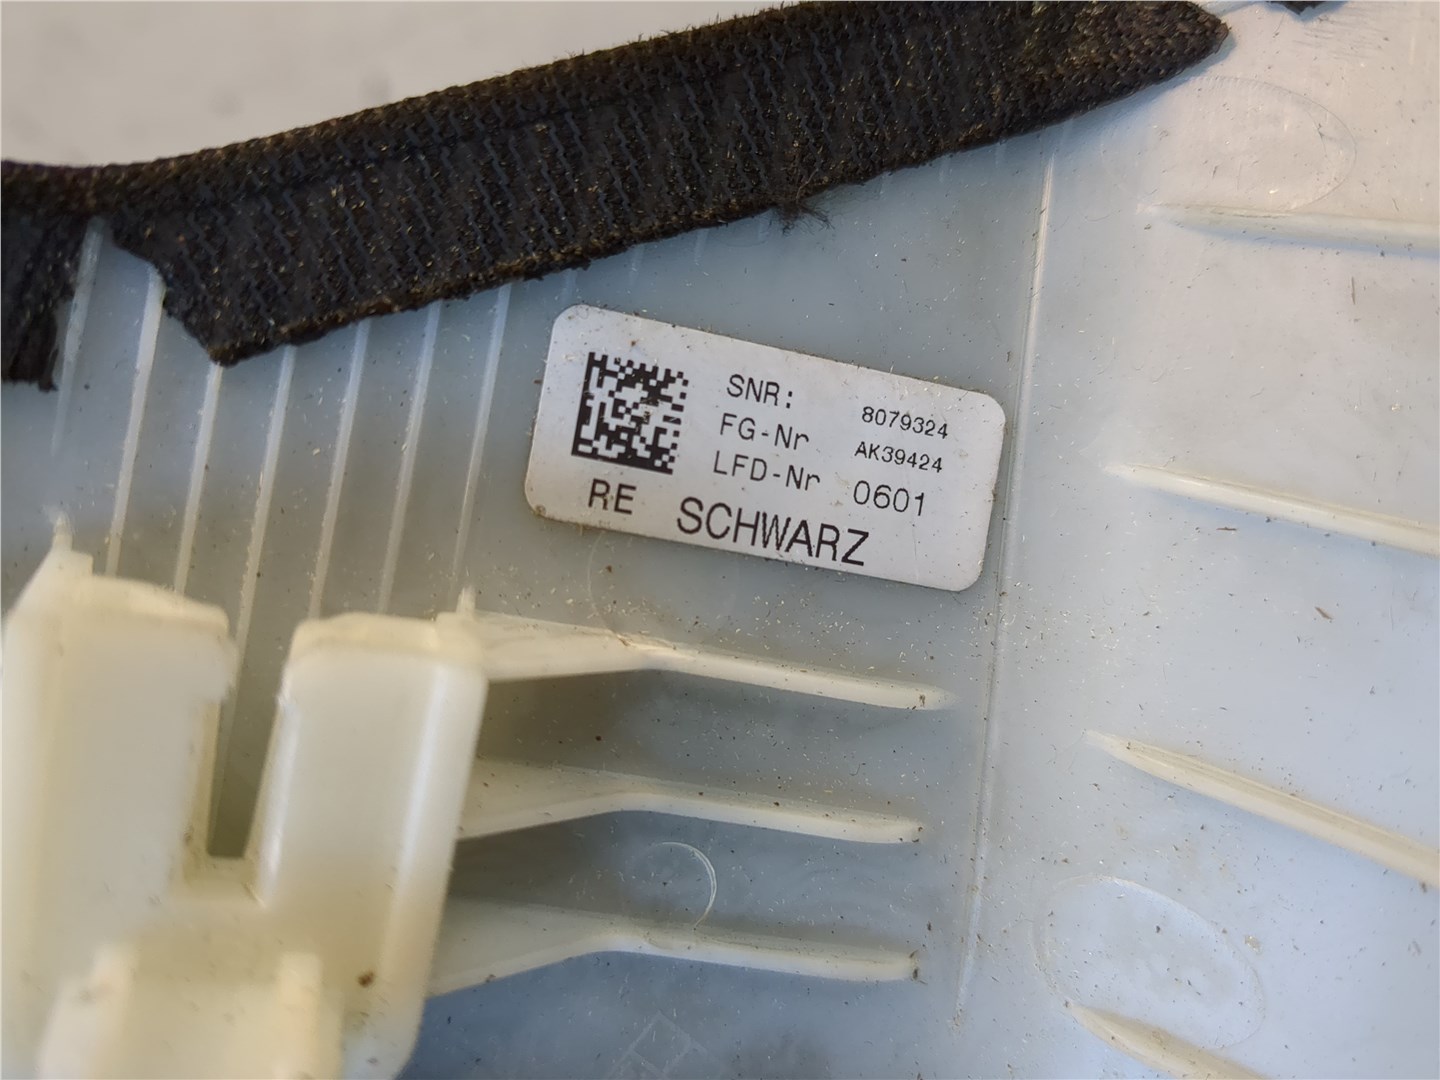 SNR: 8079324
FG-Nr AK39424
LFD-Nr 0601
RE SCHWARZ